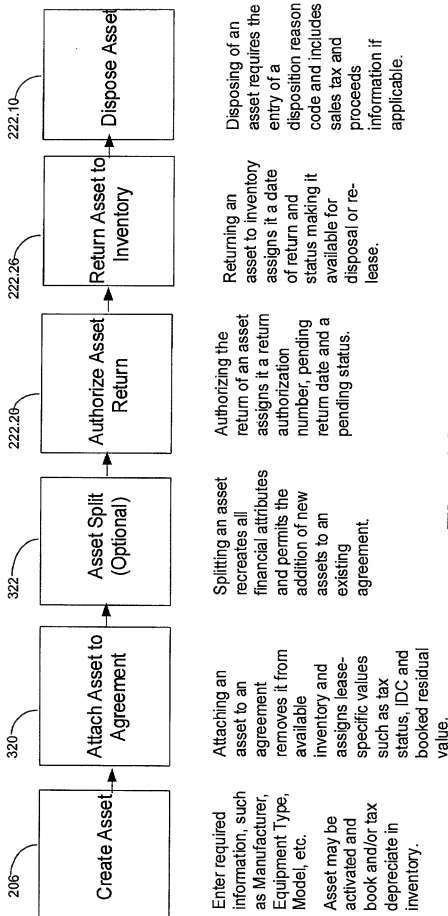 206
Create Asset
Enter required
information, such
as Manufacturer,
Equipment Type,
Model, etc.
Asset may be
activated and
book and/or tax
depreciate in
inventory.
320
Attach Asset to
Agreement
Attaching an
asset to an
agreement
removes it from
available
inventory and
assigns lease-
specific values
such as tax
status, IDC and
booked residual
value.
322
Asset Split
(Optional)
Splitting an asset
recreates all
financial attributes
and permits the
addition of new
assets to an
existing
agreement.
Authorize Asset
Return
Authorizing the
return of an asset
assigns it a return
authorization
number, pending
return date and a
pending status.
222.26
Return Asset to
Inventory
Returning an
asset to inventory
assigns it a date
of return and
status making it
available for
disposal or re-
lease.
222.10
Dispose Asset
Disposing of an
asset requires the
entry of a
disposition reason
code and includes
sales tax and
proceeds
information if
applicable.